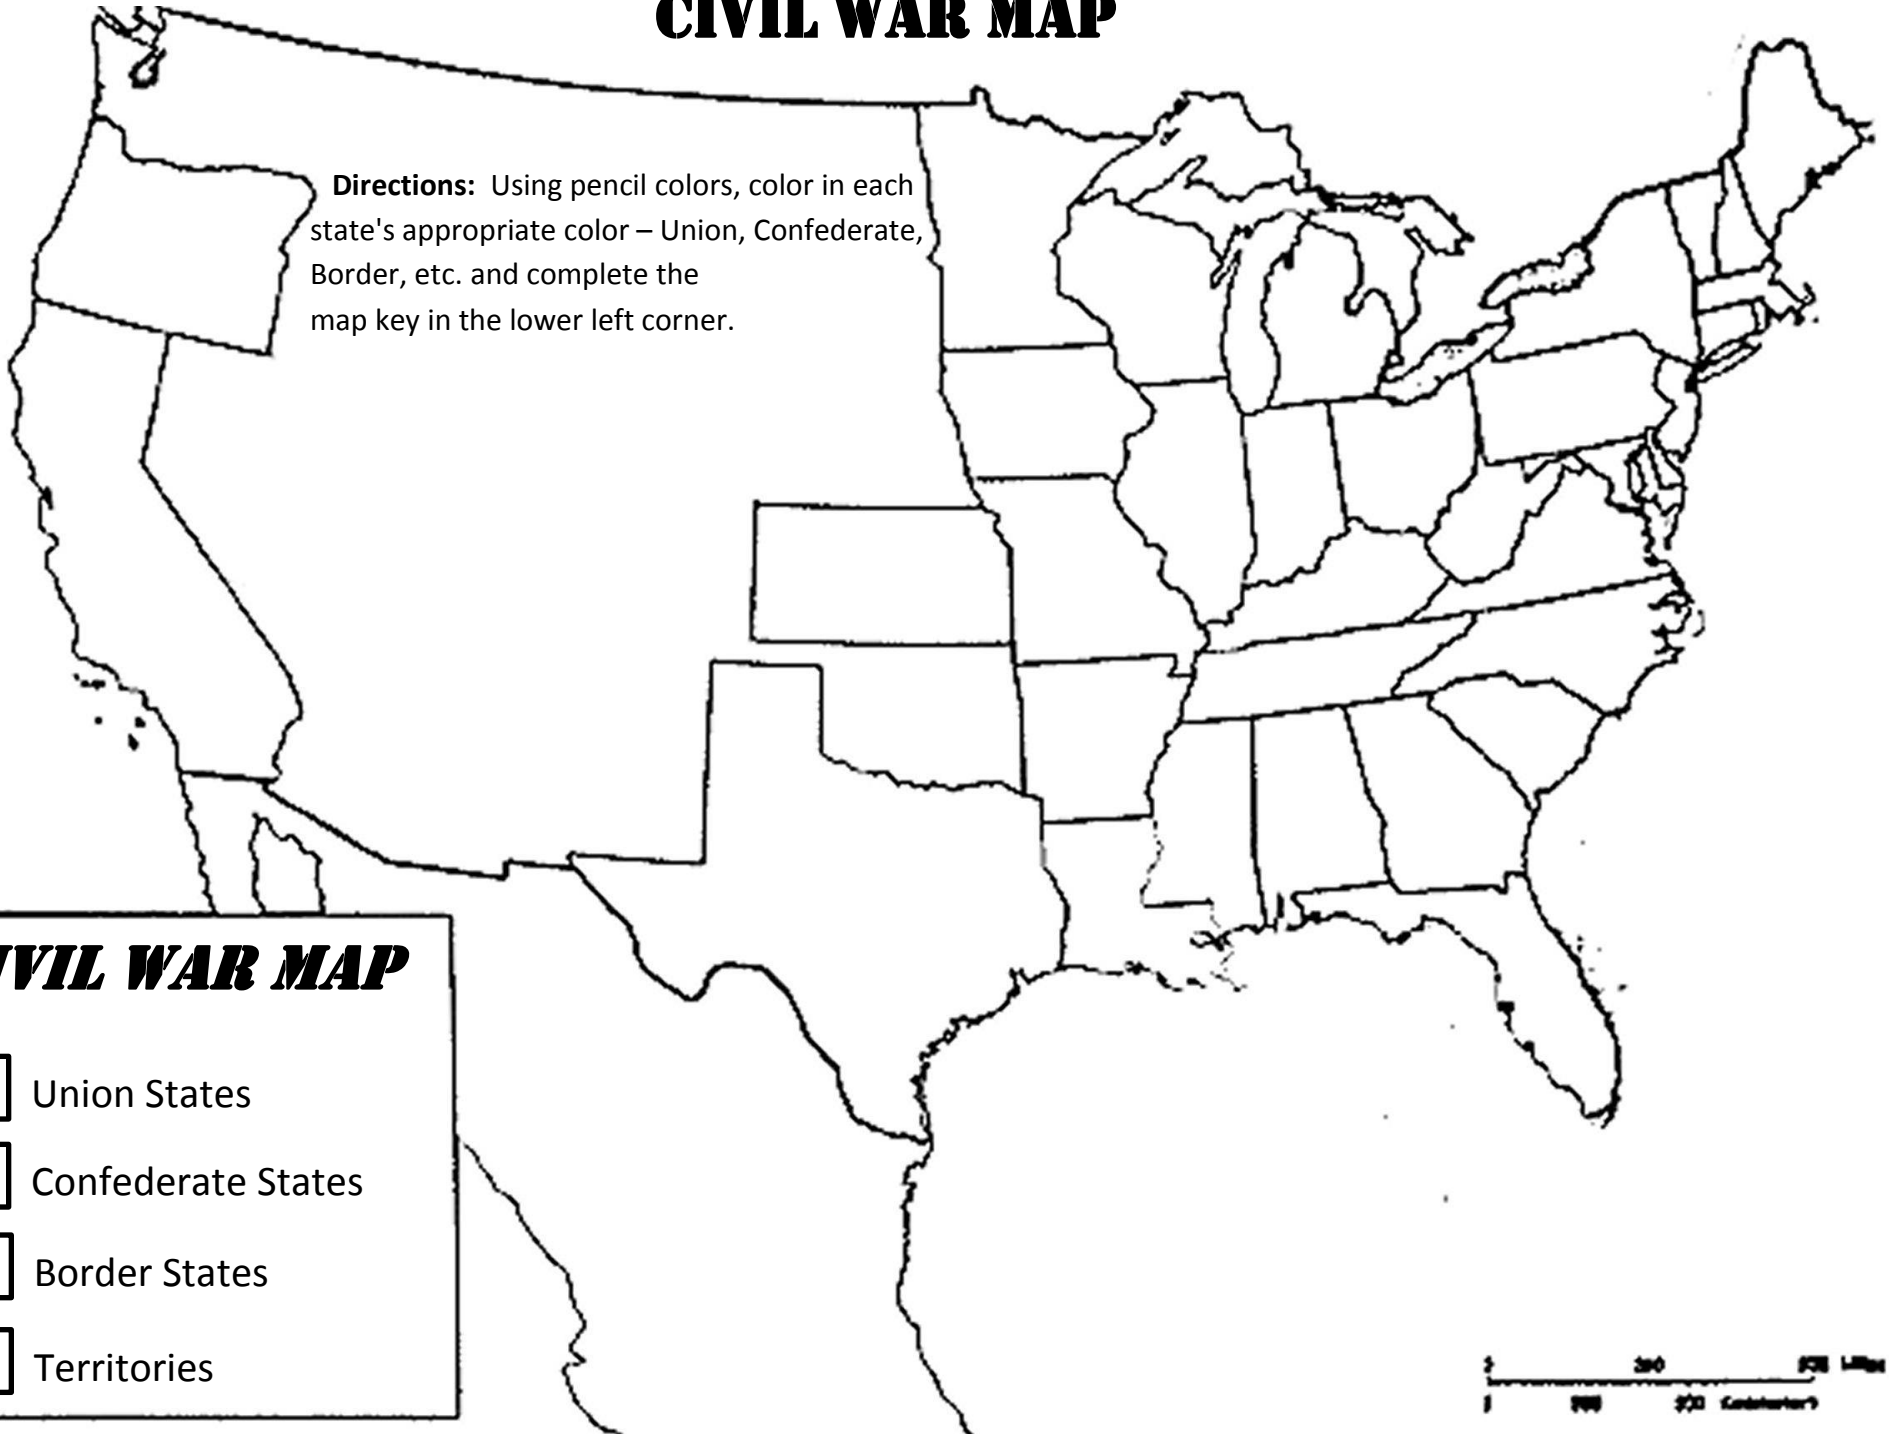 CIVIL WAR MAP
Directions: Using pencil colors, color in each
state's appropriate color – Union, Confederate,
Border, etc. and complete the
map key in the lower left corner.
IVIL WAR MAP
Union States
Confederate States
Border States
Territories